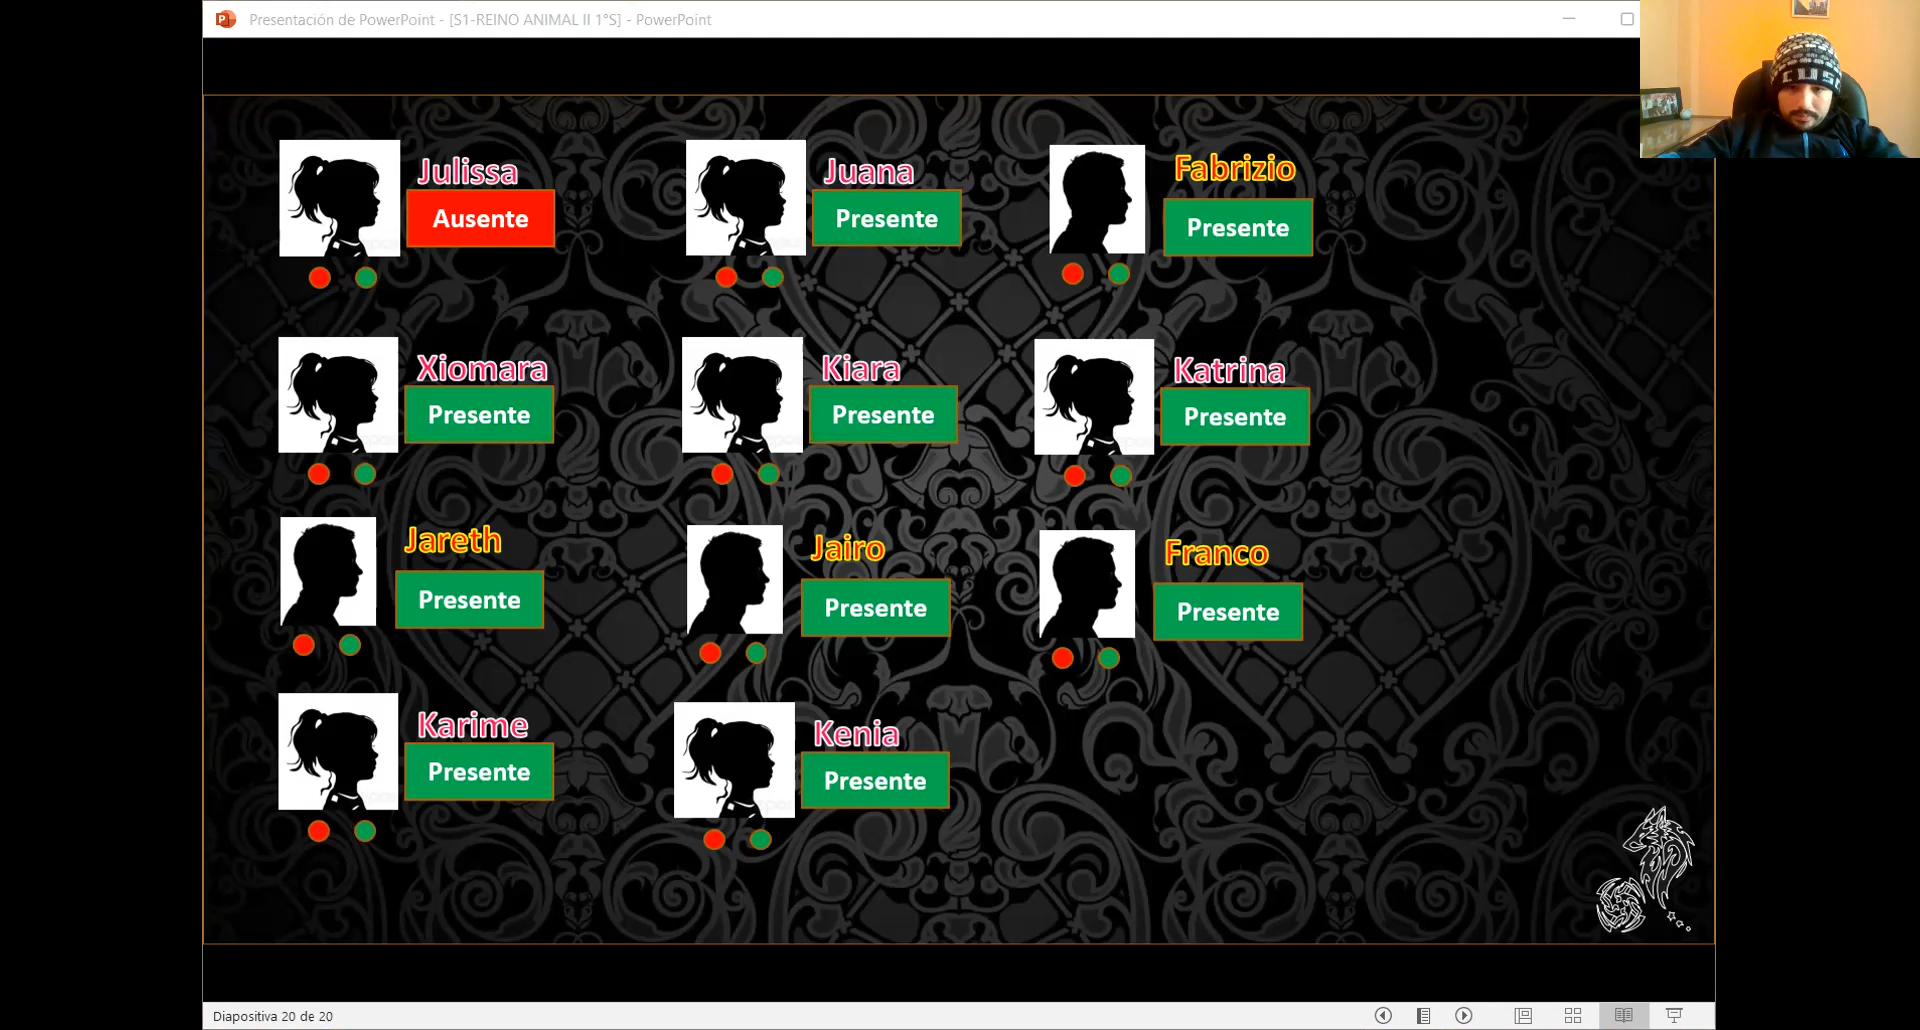 Presentación de PowerPoint - [S1-REINO ANIMAL II 1°S] - PowerPoint
CUS
Julissa
Ausente
Juana
Presente
Fabrizio
Presente
Xiomara
Presente
Kiara
Presente
Katrina
Presente
Jareth
Presente
Jairo
Presente
Franco
Presente
Karime
Presente
Kenia
Presente
Diapositiva 20 de 20